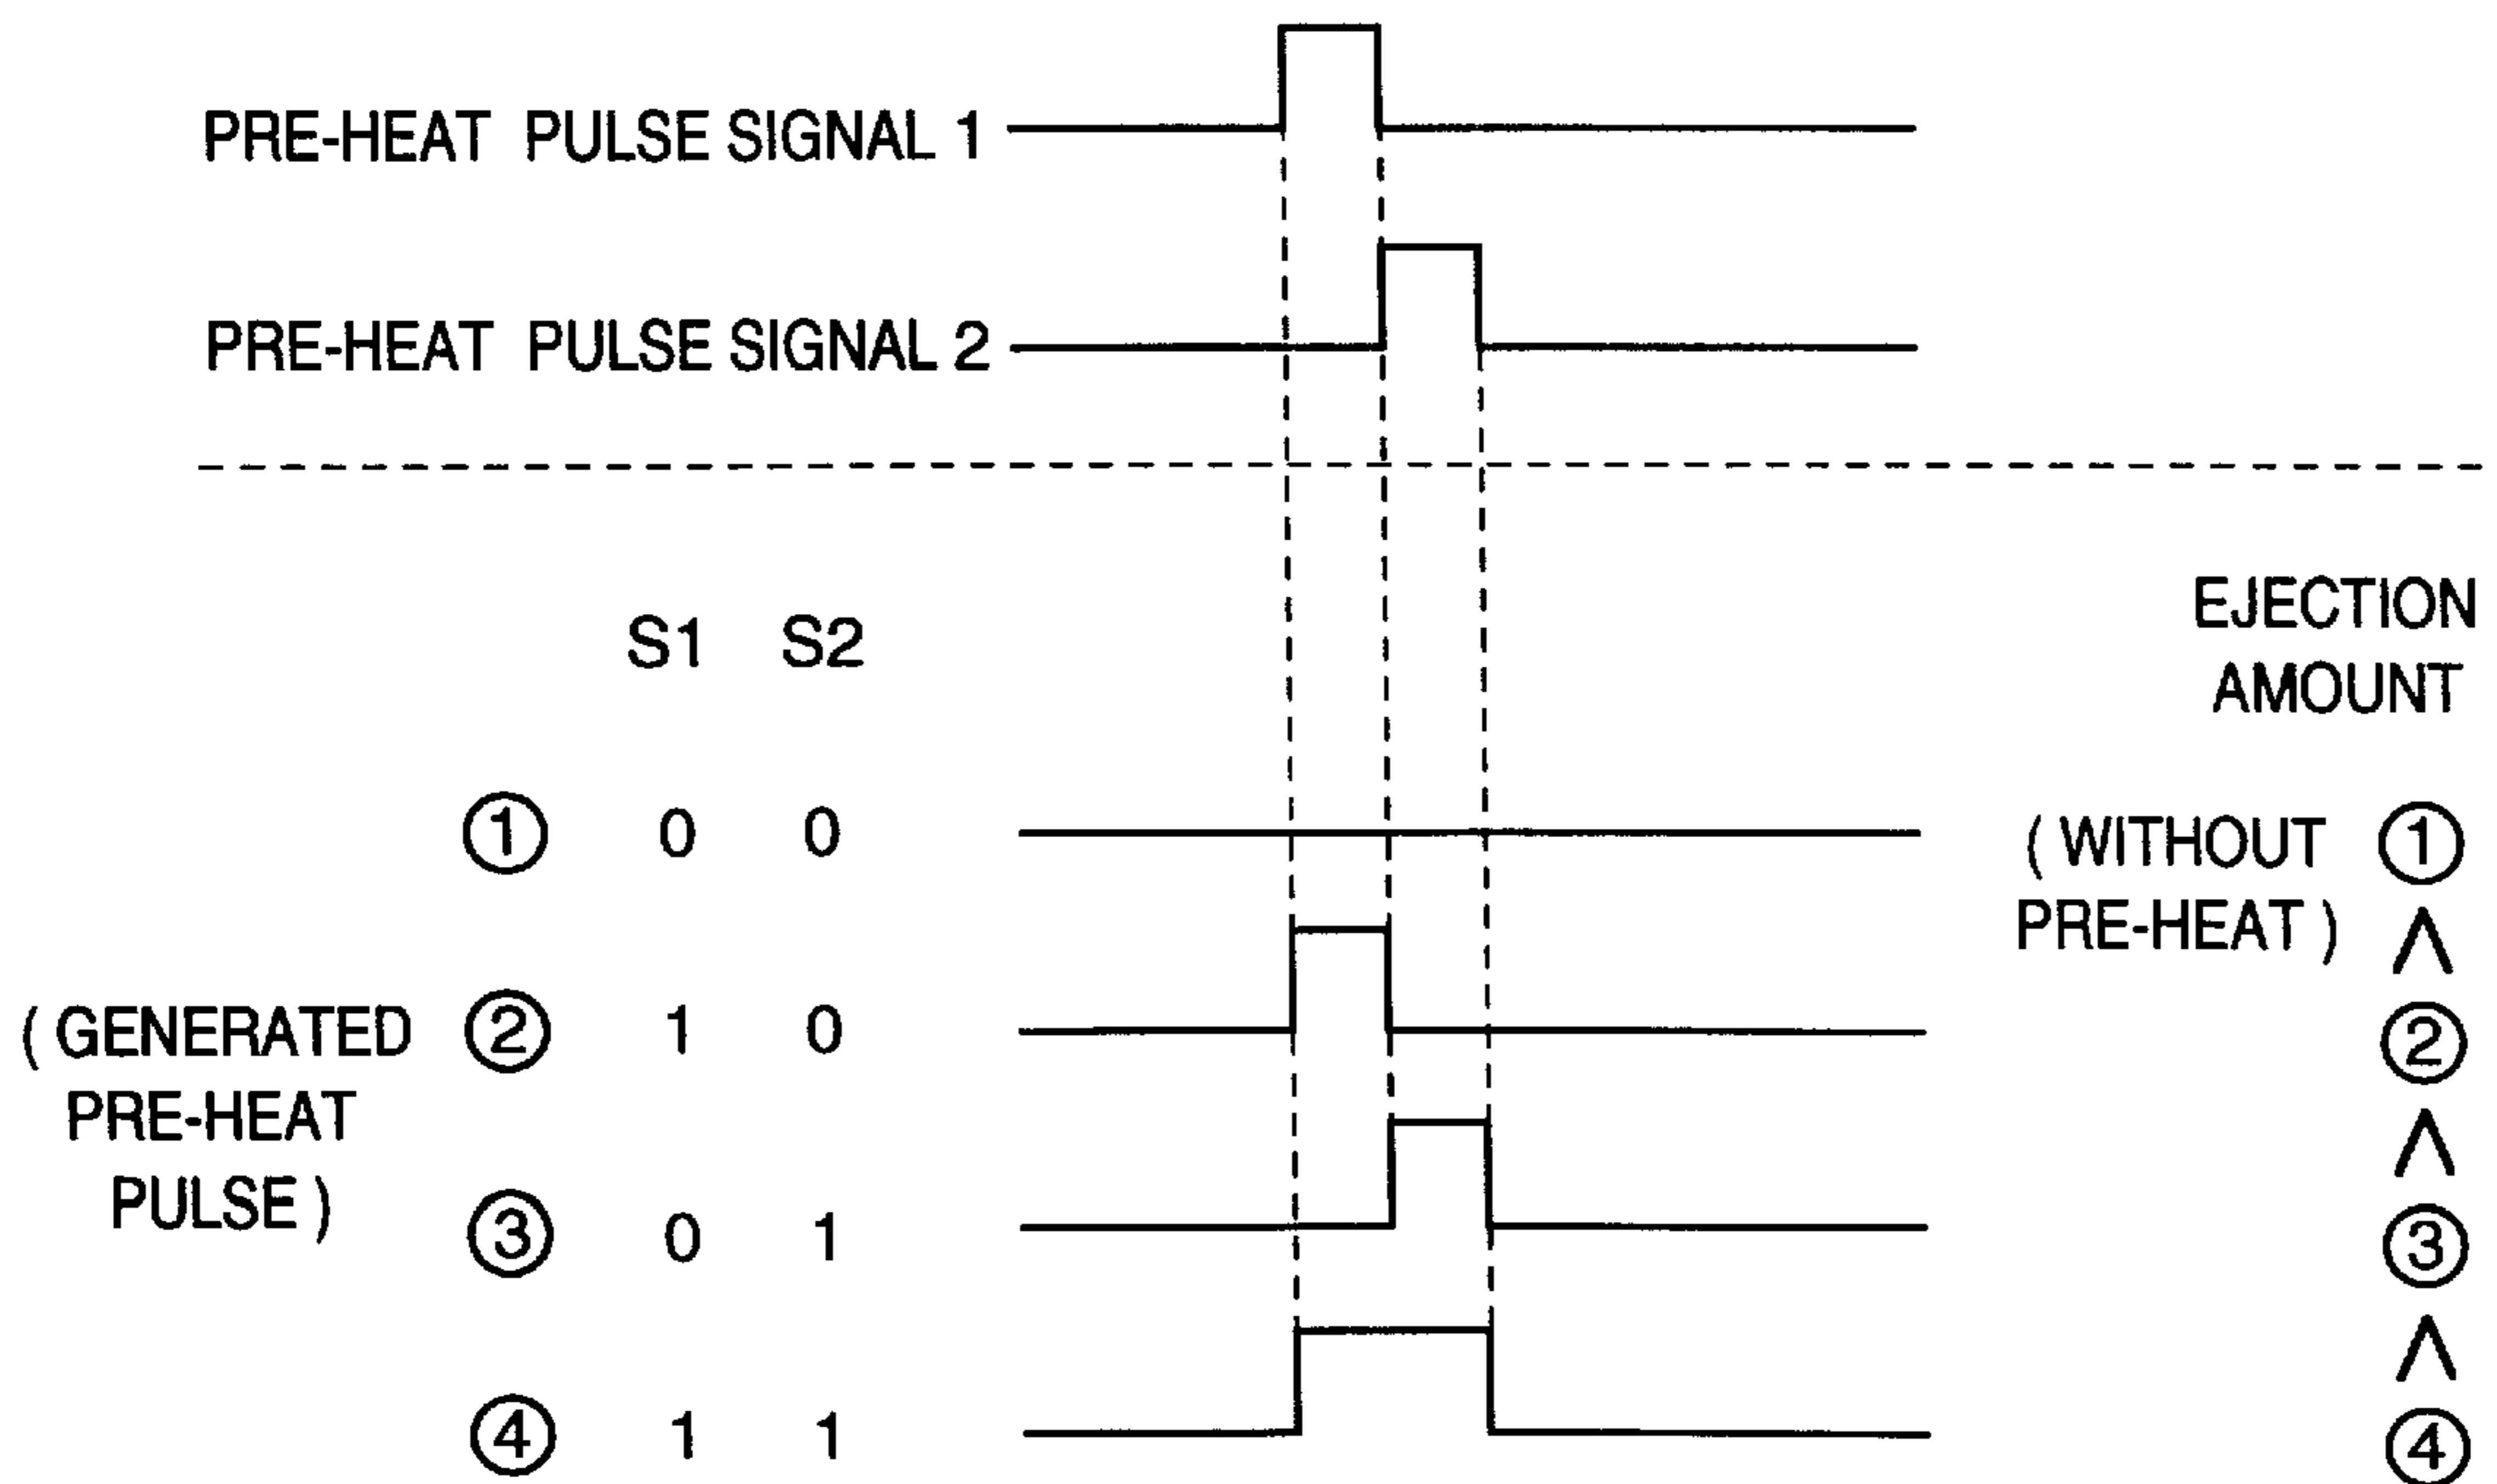 PRE-HEAT PULSE SIGNAL 1
PRE-HEAT PULSE SIGNAL 2
S1 S2
EJECTION
AMOUNT
① 0 0
( WITHOUT ①
PRE-HEAT )
∧
( GENERATED ② 1 0
②
PRE-HEAT
∧
PULSE )
③ 0 1
③
∧
④ 1 1
④